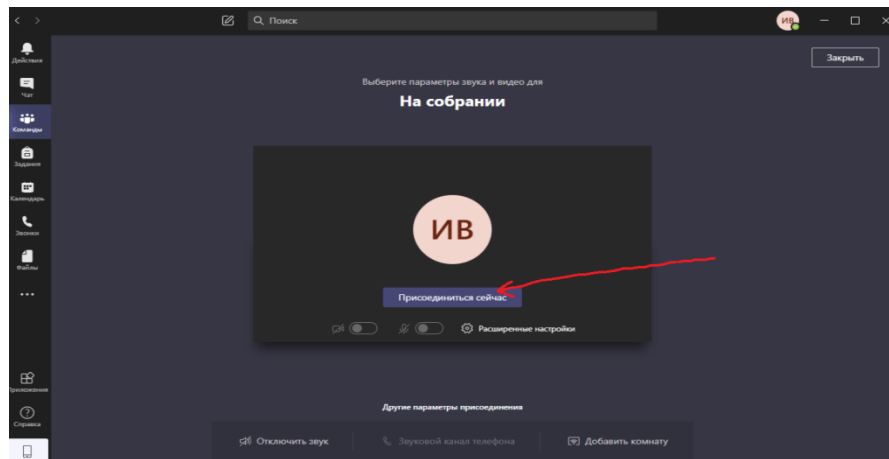 Поиск
ИВ
Действия
Чат
Команды
Задания
Календарь
Звонки
Файлы
Приложения
Справка
Закрыть
Выберите параметры звука и видео для
На собрании
ИВ
Присоединиться сейчас
Расширенные настройки
Другие параметры присоединения
Отключить звук
Звуковой канал телефона
Добавить комнату